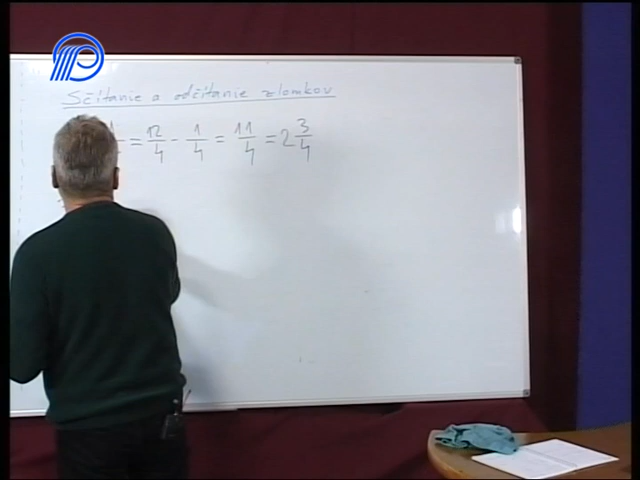 Sčítanie a odčítanie zlomkov
= 12/4 - 1/4 = 11/4 = 2 3/4